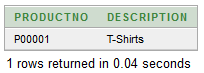 PRODUCTNO DESCRIPTION
P00001 T-Shirts
1 rows returned in 0.04 seconds